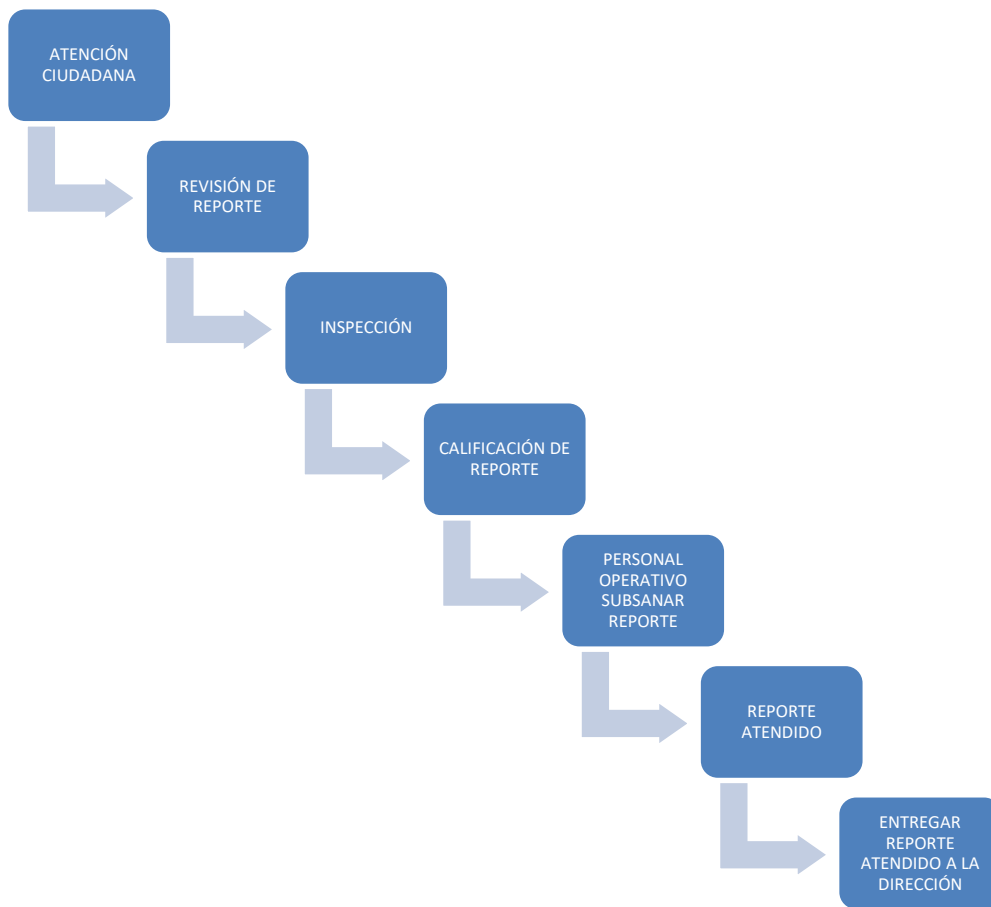 ATENCIÓN
CIUDADANA
REVISIÓN DE
REPORTE
INSPECCIÓN
CALIFICACIÓN DE
REPORTE
PERSONAL
OPERATIVO
SUBSANAR
REPORTE
REPORTE
ATENDIDO
ENTREGAR
REPORTE
ATENDIDO A LA
DIRECCIÓN